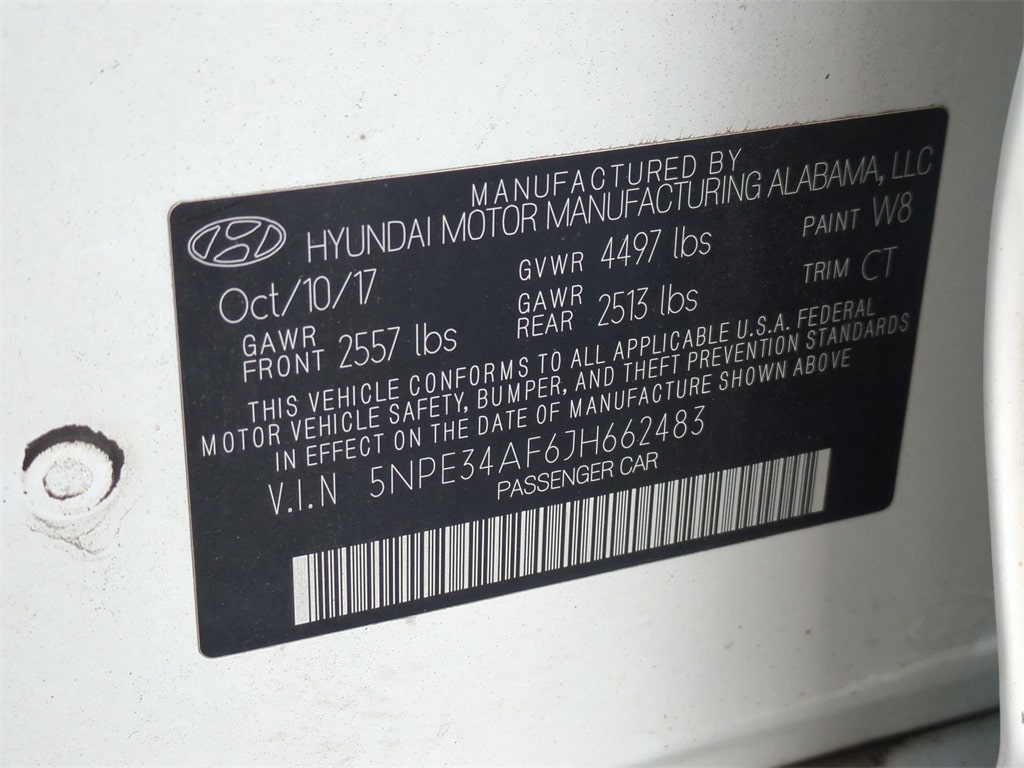 MANUFACTURED BY
HYUNDAI MOTOR MANUFACTURING ALABAMA, LLC
Oct/10/17 GVWR 4497 lbs PAINT W8
GAWR FRONT 2557 lbs GAWR REAR 2513 lbs TRIM CT
THIS VEHICLE CONFORMS TO ALL APPLICABLE U.S.A. FEDERAL
MOTOR VEHICLE SAFETY, BUMPER, AND THEFT PREVENTION STANDARDS
IN EFFECT ON THE DATE OF MANUFACTURE SHOWN ABOVE
V.I.N 5NPE34AF6JH662483
PASSENGER CAR